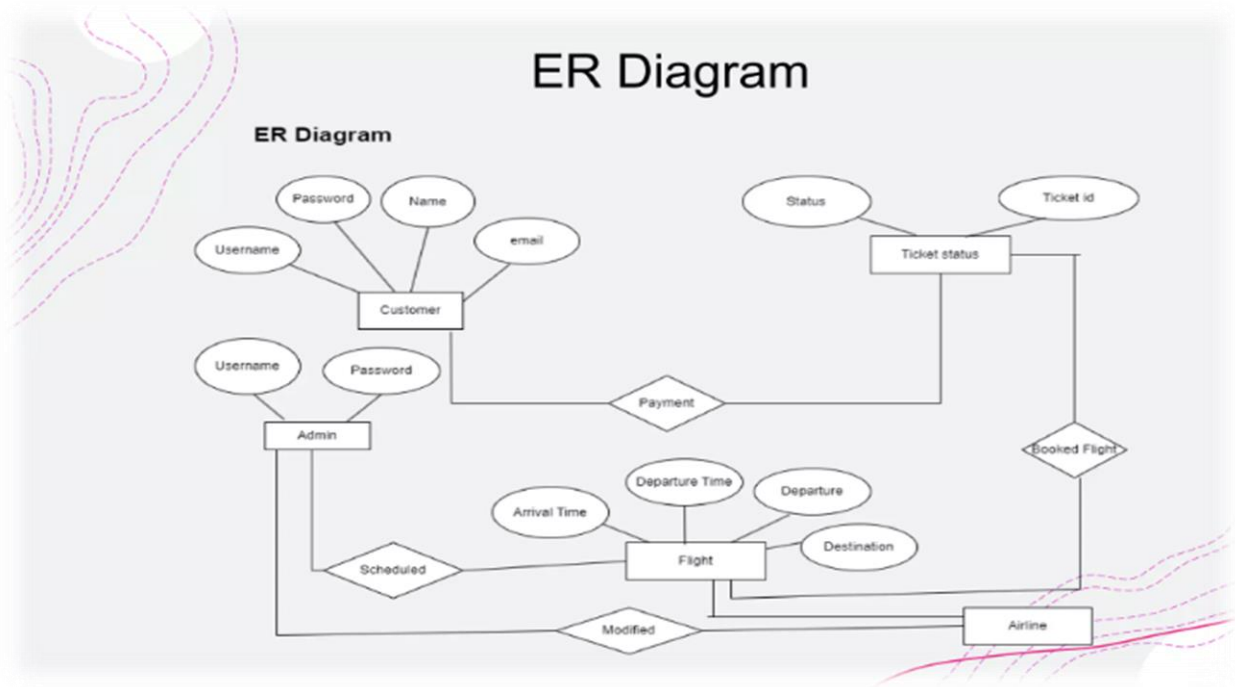 ER Diagram
ER Diagram
Password
Name
Status
Ticket id
Username
email
Ticket status
Customer
Username
Password
Payment
Admin
Booked Flight
Departure Time
Departure
Arrival Time
Destination
Flight
Scheduled
Airline
Modified